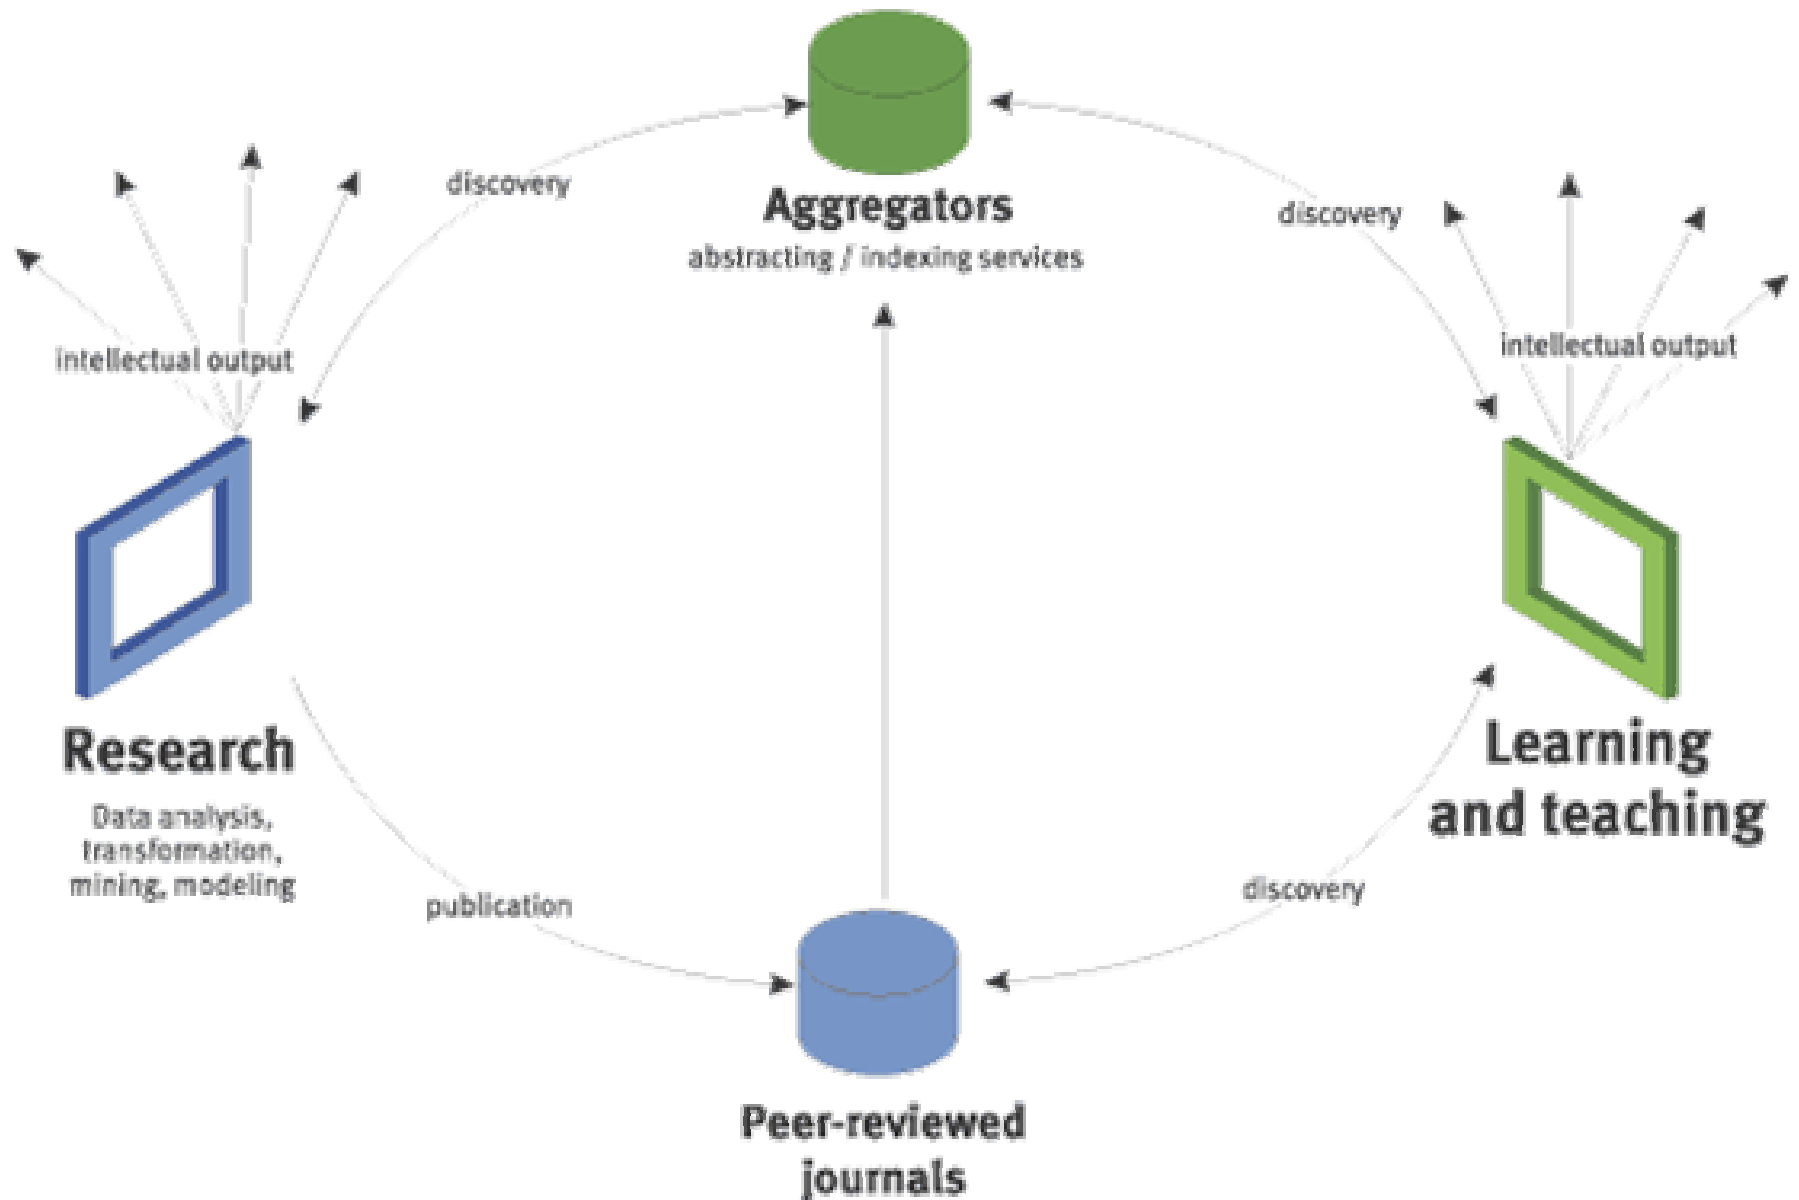 discovery
Aggregators
abstracting / indexing services
discovery
intellectual output
intellectual output
Research
Data analysis,
transformation,
mining, modeling
Learning
and teaching
publication
discovery
Peer-reviewed
journals